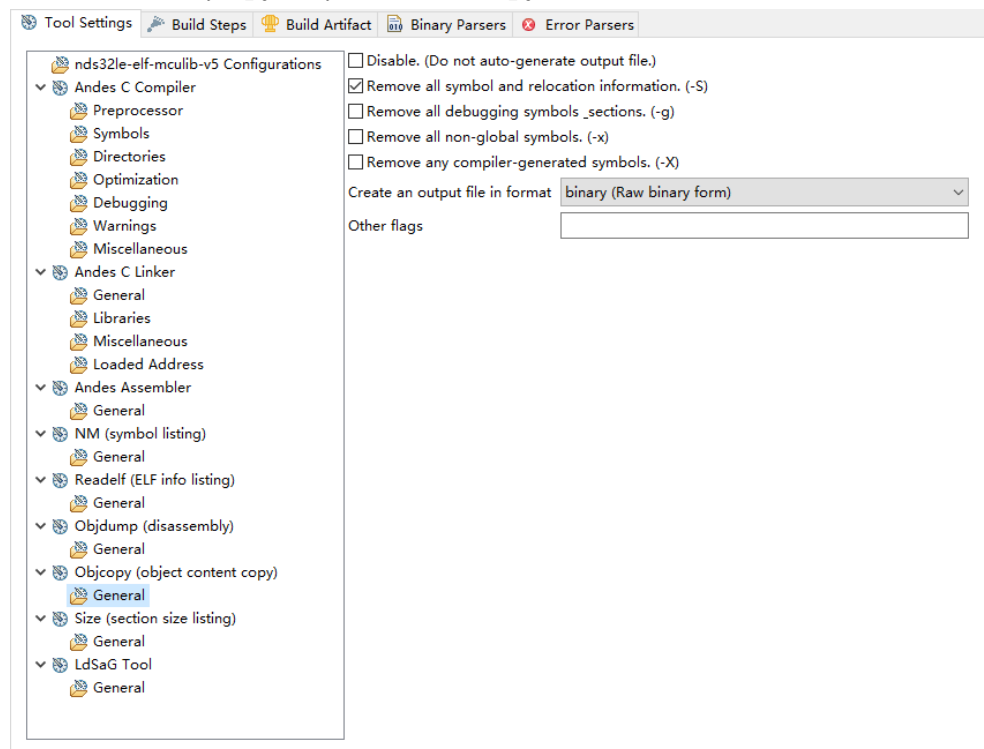 Tool Settings Build Steps Build Artifact Binary Parsers Error Parsers
nds32le-elf-mculib-v5 Configurations
Andes C Compiler
Preprocessor
Symbols
Directories
Optimization
Debugging
Warnings
Miscellaneous
Andes C Linker
General
Libraries
Miscellaneous
Loaded Address
Andes Assembler
General
NM (symbol listing)
General
Readelf (ELF info listing)
General
Objdump (disassembly)
General
Objcopy (object content copy)
General
Size (section size listing)
General
LdSaG Tool
General
Disable. (Do not auto-generate output file.)
Remove all symbol and relocation information. (-S)
Remove all debugging symbols _sections. (-g)
Remove all non-global symbols. (-x)
Remove any compiler-generated symbols. (-X)
Create an output file in format binary (Raw binary form)
Other flags